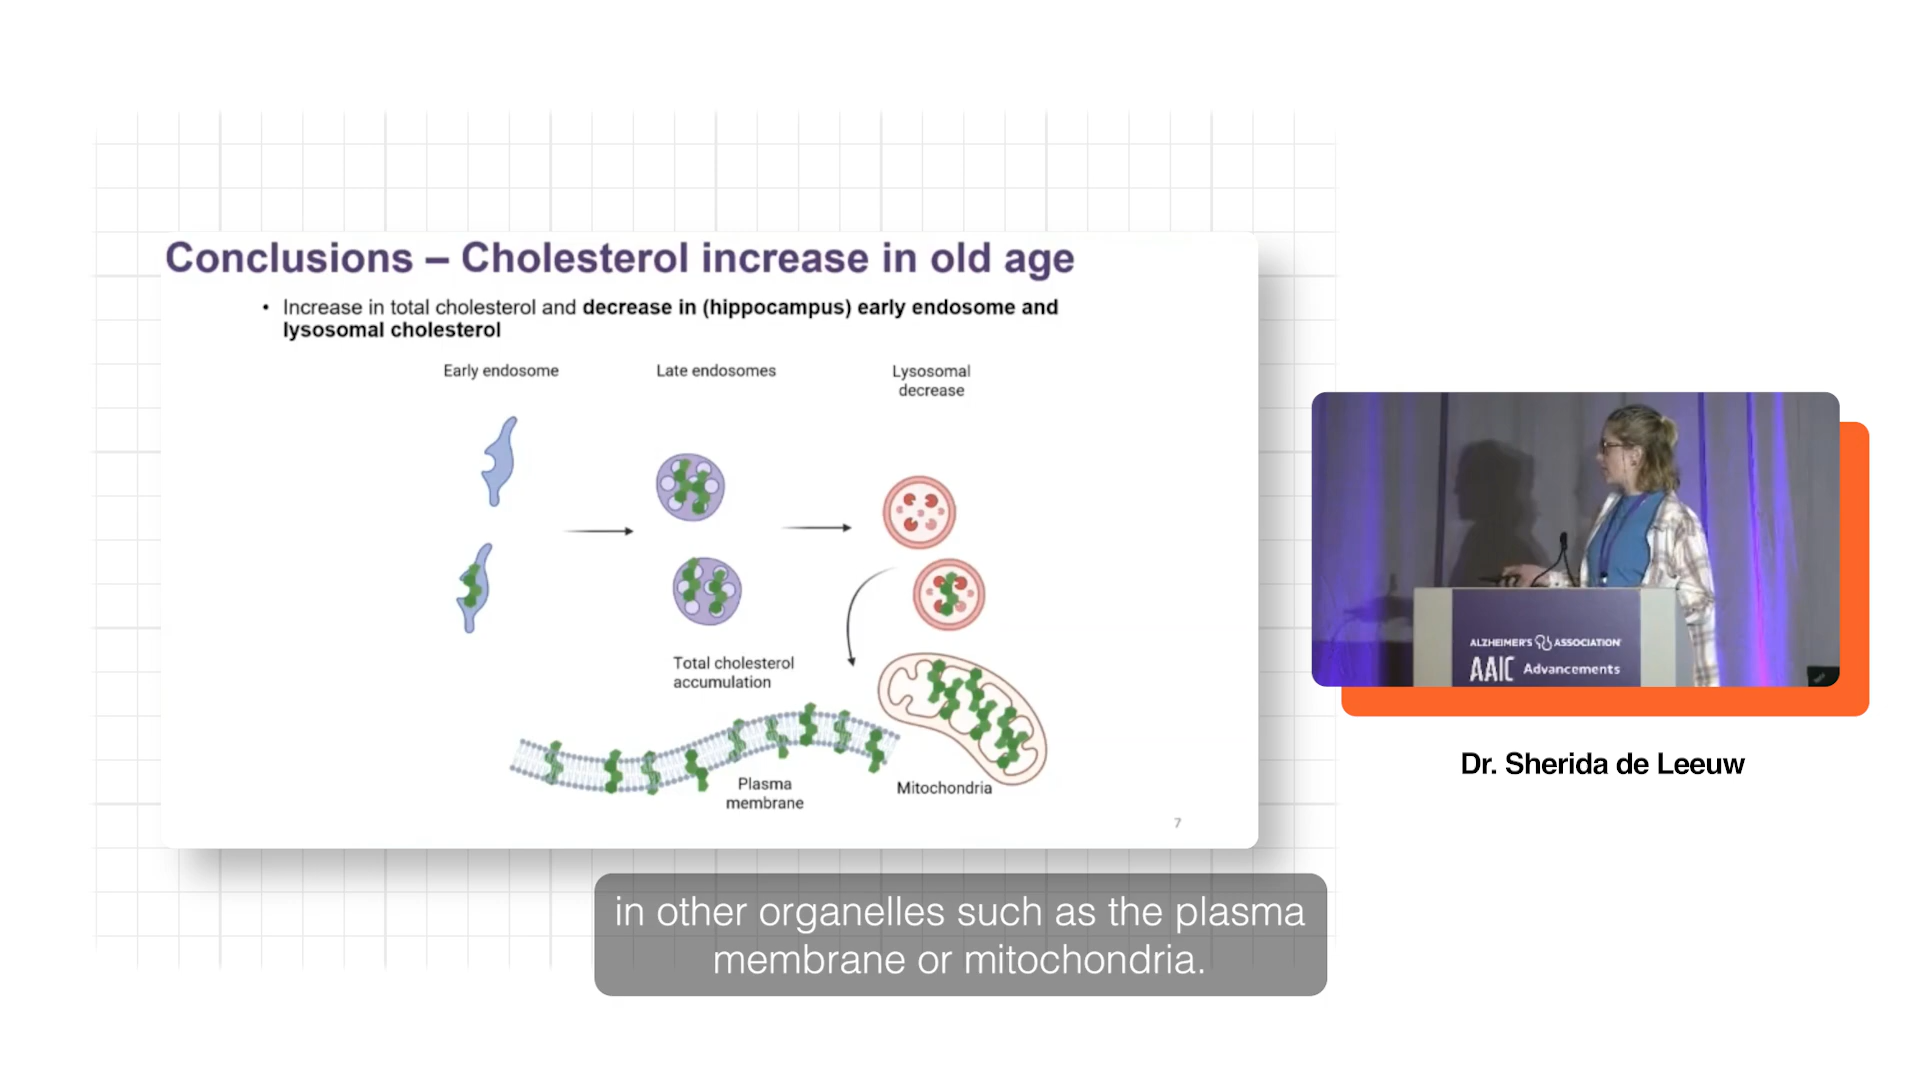 Conclusions – Cholesterol increase in old age
• Increase in total cholesterol and decrease in (hippocampus) early endosome and
lysosomal cholesterol
Early endosome
Late endosomes
Lysosomal
decrease
Total cholesterol
accumulation
Plasma
membrane
Mitochondria
7
ALZHEIMER'S ASSOCIATION
AAIC Advancements
Dr. Sherida de Leeuw
in other organelles such as the plasma
membrane or mitochondria.